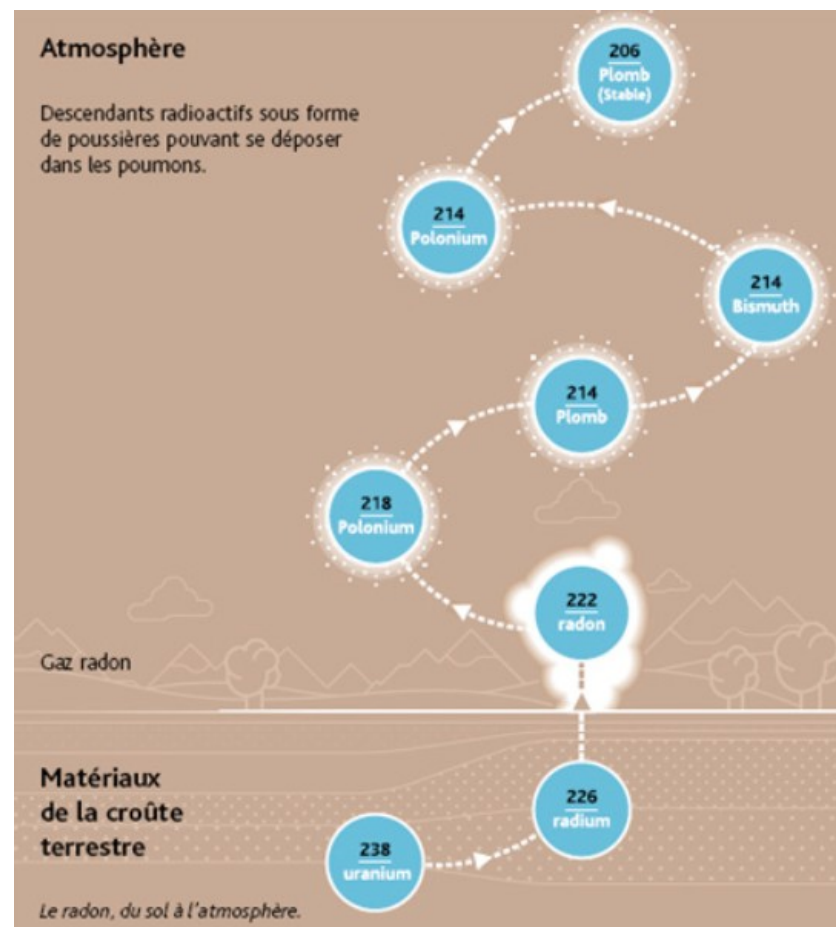 Atmosphère
Descendants radioactifs sous forme
de poussières pouvant se déposer
dans les poumons.
206
Plomb
(Stable)
214
Polonium
214
Bismuth
214
Plomb
218
Polonium
222
radon
Gaz radon
Matériaux
de la croûte
terrestre
226
radium
238
uranium
Le radon, du sol à l'atmosphère.